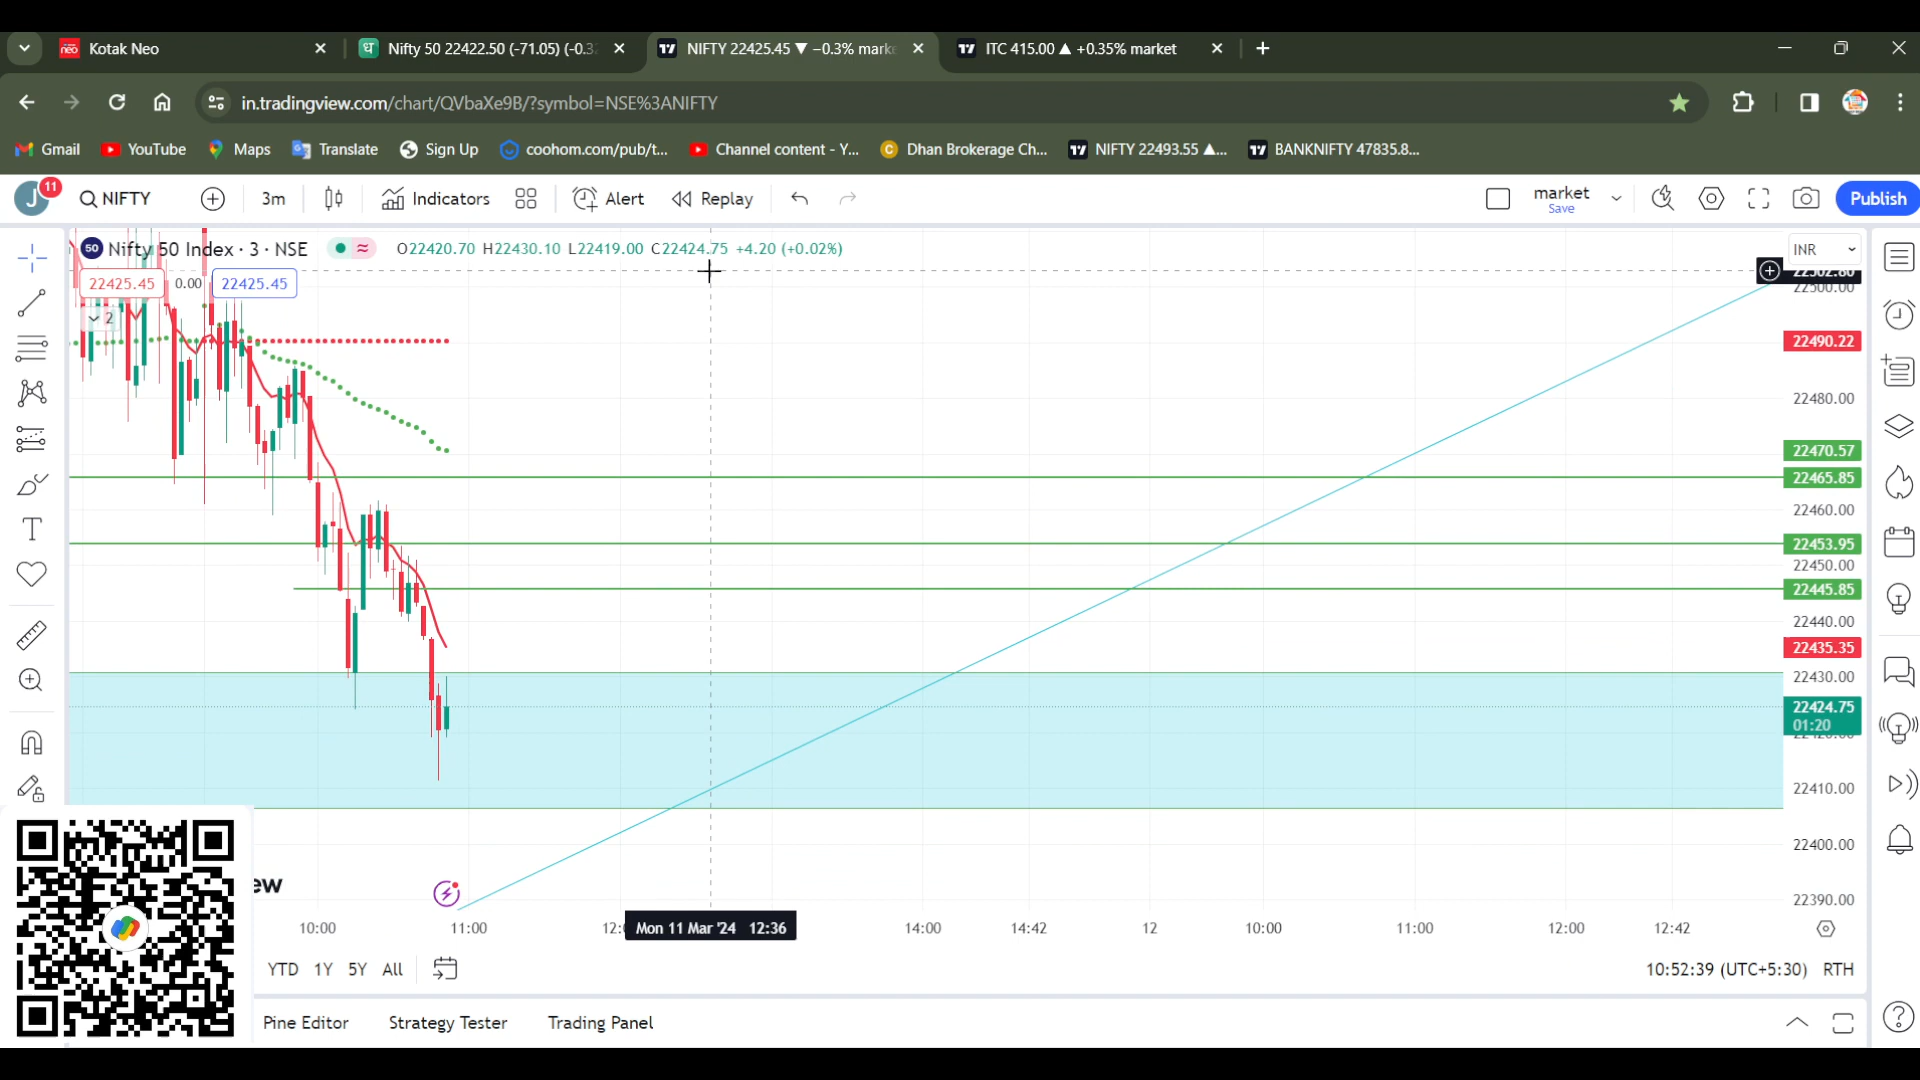 Kotak Neo
Nifty 50 22422.50 (-71.05) (-0.3
NIFTY 22425.45 ▼ −0.3% mark
ITC 415.00 ▲ +0.35% market
in.tradingview.com/chart/QVbaXe9B/?symbol=NSE%3ANIFTY
Gmail
YouTube
Maps
Translate
Sign Up
coohom.com/pub/t...
Channel content - Y...
Dhan Brokerage Ch...
NIFTY 22493.55 ▲...
BANKNIFTY 47835.8...
J
11
NIFTY
3m
Indicators
Alert
Replay
market
Save
Publish
50
Nifty 50 Index · 3 · NSE
O22420.70 H22430.10 L22419.00 C22424.75 +4.20 (+0.02%)
INR
22425.45
0.00
22425.45
2
22502.80
22500.00
22490.22
22480.00
22470.57
22465.85
22460.00
22453.95
22450.00
22445.85
22440.00
22435.35
22430.00
22424.75
01:20
22420.00
22410.00
22400.00
22390.00
ew
10:00
11:00
12:
Mon 11 Mar '24 12:36
14:00
14:42
12
10:00
11:00
12:00
12:42
YTD
1Y
5Y
All
10:52:39 (UTC+5:30)
RTH
Pine Editor
Strategy Tester
Trading Panel